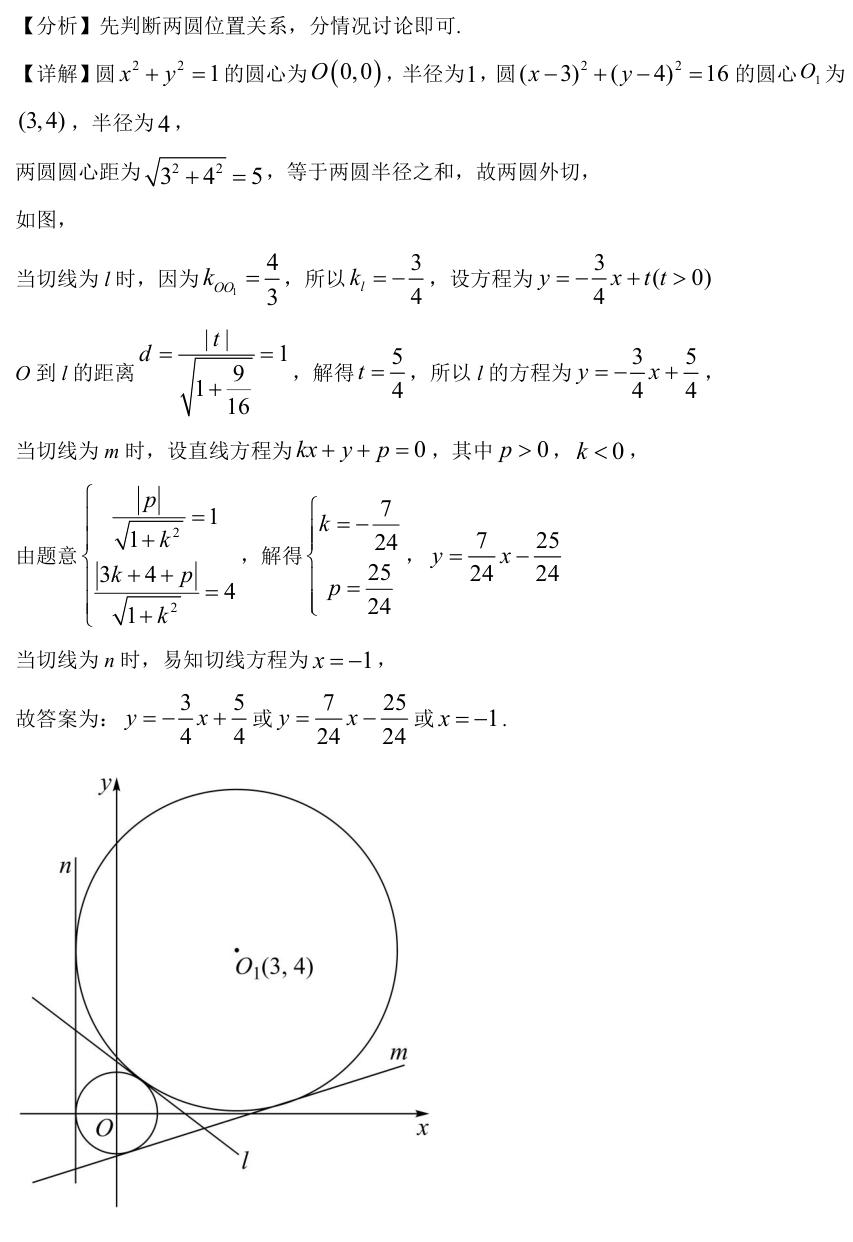 【分析】先判断两圆位置关系，分情况讨论即可.
【详解】圆 $x^2+y^2=1$ 的圆心为 $O(0,0)$，半径为 $1$，圆 $(x-3)^2+(y-4)^2=16$ 的圆心 $O_1$ 为
$(3,4)$，半径为 $4$，
两圆圆心距为 $\sqrt{3^2+4^2}=5$，等于两圆半径之和，故两圆外切，
如图，
当切线为 l 时，因为 $k_{OO_1}=\frac{4}{3}$，所以 $k_l=-\frac{3}{4}$，设方程为 $y=-\frac{3}{4}x+t(t>0)$
O 到 l 的距离 $d=\frac{|t|}{\sqrt{1+\frac{9}{16}}}=1$，解得 $t=\frac{5}{4}$，所以 l 的方程为 $y=-\frac{3}{4}x+\frac{5}{4}$，
当切线为 m 时，设直线方程为 $kx+y+p=0$，其中 $p>0$，$k<0$，
由题意 $\begin{cases}\frac{|p|}{\sqrt{1+k^2}}=1\\\frac{|3k+4+p|}{\sqrt{1+k^2}}=4\end{cases}$，解得 $\begin{cases}k=-\frac{7}{24}\\p=\frac{25}{24}\end{cases}$，$y=\frac{7}{24}x-\frac{25}{24}$
当切线为 n 时，易知切线方程为 $x=-1$，
故答案为：$y=-\frac{3}{4}x+\frac{5}{4}$ 或 $y=\frac{7}{24}x-\frac{25}{24}$ 或 $x=-1$.
y
n
$O_1(3,4)$
m
O
x
l